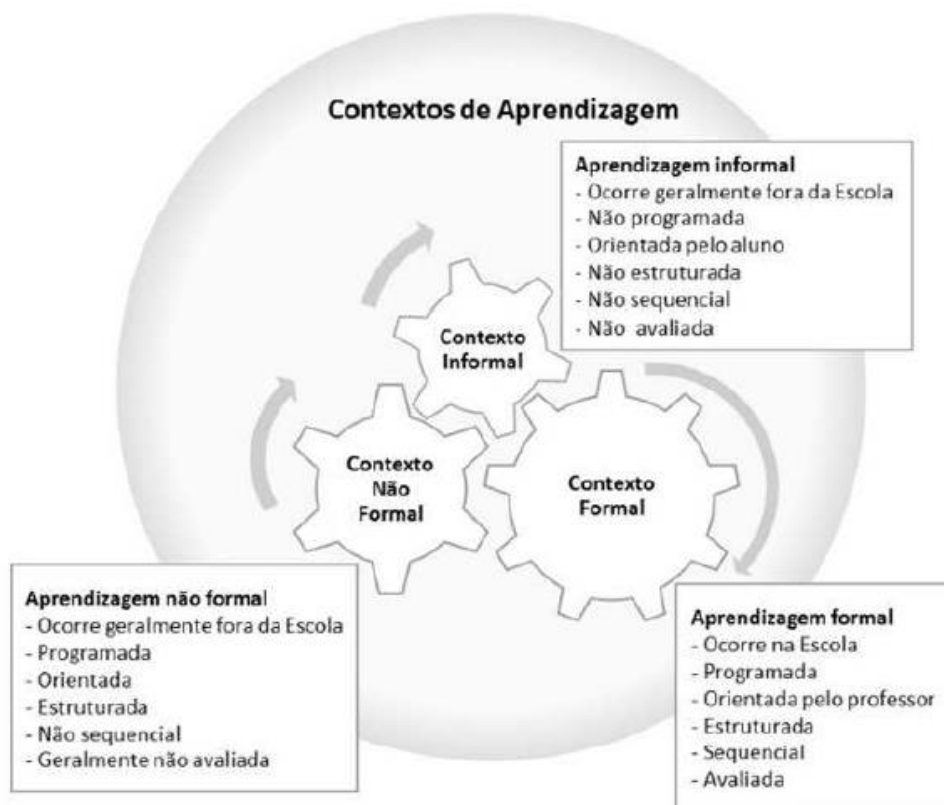 Contextos de Aprendizagem
Aprendizagem informal
- Ocorre geralmente fora da Escola
- Não programada
- Orientada pelo aluno
- Não estruturada
- Não sequencial
- Não avaliada
Contexto
Informal
Contexto
Não
Formal
Contexto
Formal
Aprendizagem não formal
- Ocorre geralmente fora da Escola
- Programada
- Orientada
- Estruturada
- Não sequencial
- Geralmente não avaliada
Aprendizagem formal
- Ocorre na Escola
- Programada
- Orientada pelo professor
- Estruturada
- Sequencial
- Avaliada